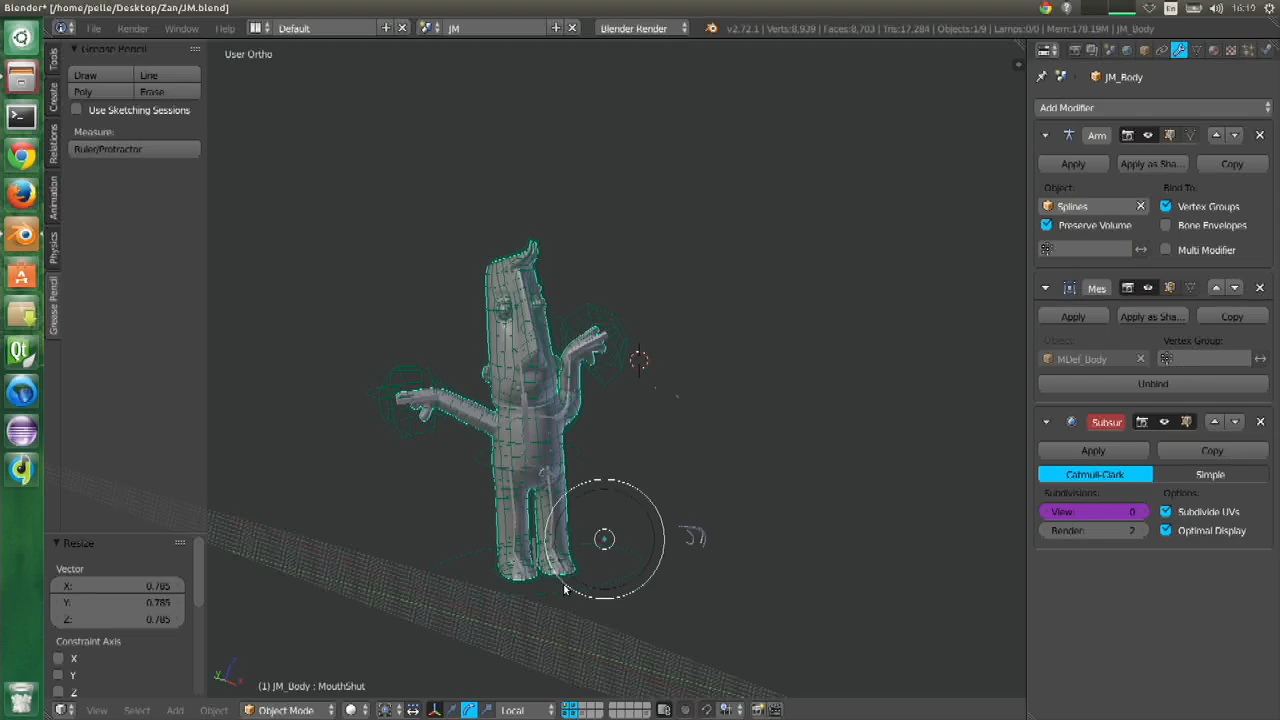 Blender* [/home/pelle/Desktop/Zan/JM.blend]
En
16:19
File Render Window Help
Default
JM
Blender Render
v2.72.1 | Verts:8,939 | Faces:8,703 | Tris:17,284 | Objects:1/9 | Lamps:0/0 | Mem:178.19M | JM_Body
Grease Pencil
User Ortho
Tools
Create
Relations
Animation
Physics
Grease Pencil
Draw
Line
Poly
Erase
Use Sketching Sessions
Measure:
Ruler/Protractor
JM_Body
Add Modifier
Arm
Apply
Apply as Sha...
Copy
Object:
Bind To:
Splines
Vertex Groups
Preserve Volume
Bone Envelopes
Multi Modifier
Mes
Apply
Apply as Sha...
Copy
Object:
Vertex Group:
MDef_Body
Unbind
Subsur
Apply
Copy
Catmull-Clark
Simple
Subdivisions:
Options:
View: 0
Subdivide UVs
Render: 2
Optimal Display
Resize
Vector
X: 0.785
Y: 0.785
Z: 0.785
Constraint Axis
X
Y
Z
(1) JM_Body : MouthShut
View Select Add Object
Object Mode
Local